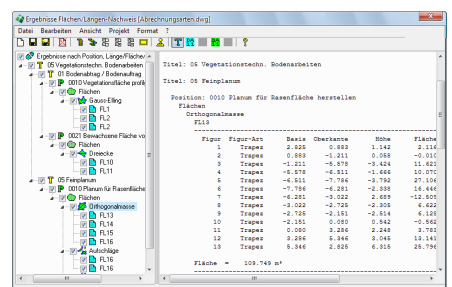 Ergebnisse Flächen/Längen-Nachweis [Abrechnungsarten.dwg]
Datei Bearbeiten Ansicht Projekt Format ?
Ergebnisse nach Position, Länge/Fläche/
T 05 Vegetationstechn. Bodenarbeiten
T 01 Bodenabtrag / Bodenauftrag
P 0010 Vegetationsfläche profi
Flächen
Gauss-Elling
FL1
FL2
FL2
P 0021 Bewachsene Fläche vo
Flächen
Dreiecke
FL10
FL11
T 05 Feinplanum
P 0010 Planum für Rasenfläche
Flächen
Orthogonalmasse
FL13
FL14
FL16
Aufschläge
FL16
FL16
Titel: 05 Vegetationstechn. Bodenarbeiten
Titel: 05 Feinplanum
Position: 0010 Planum für Rasenfläche herstellen
Flächen
Orthogonalmasse
FL13
Figur Figur-Art Basis Oberkante Höhe Fläche
1 Trapez 2.825 0.883 1.142 2.116
2 Trapez 0.883 -1.211 0.058 -0.010
3 Trapez -1.211 -5.578 -3.424 11.623
4 Trapez -5.578 -6.511 -1.666 10.070
5 Trapez -6.511 -7.786 -3.792 27.106
6 Trapez -7.786 -6.281 -2.338 16.446
7 Trapez -6.281 -3.022 2.689 -12.505
8 Trapez -3.022 -2.725 -2.305 6.622
9 Trapez -2.725 -2.151 -2.514 6.128
10 Trapez -2.151 0.080 0.542 -0.562
11 Trapez 0.080 3.286 2.248 3.783
12 Trapez 3.286 5.346 3.045 13.141
13 Trapez 5.346 2.825 6.315 25.796
Fläche = 109.749 m²